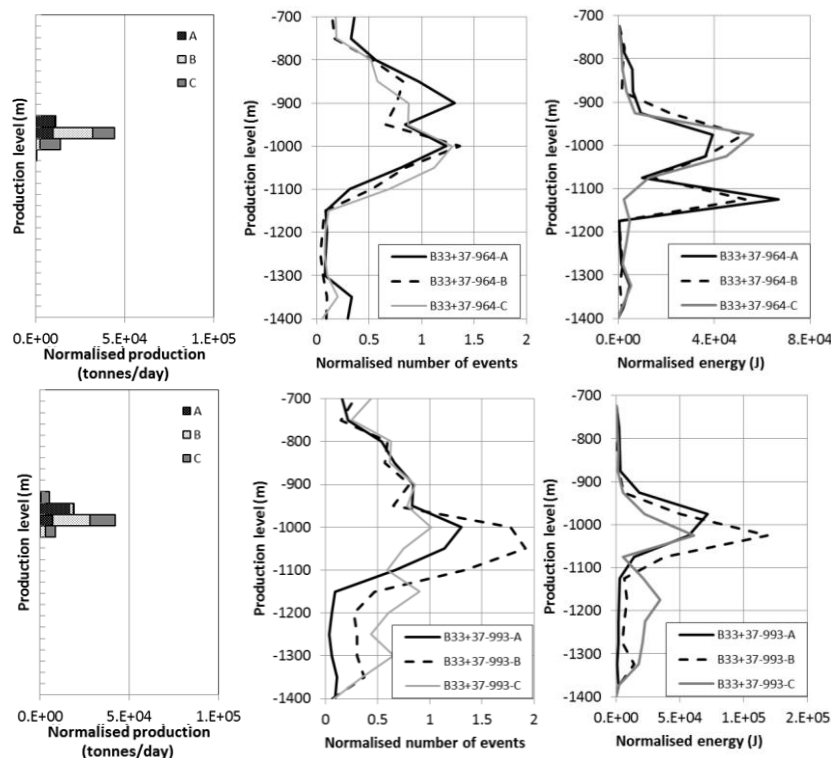 -700
-800
-900
-1000
-1100
-1200
-1300
-1400
Production level (m)
A
B
C
0.E+00 5.E+04 1.E+05
Normalised production
(tonnes/day)
Production level (m)
B33+37-964-A
B33+37-964-B
B33+37-964-C
0 0.5 1 1.5
Normalised number of events
-700
-800
-900
-1000
-1100
-1200
-1300
-1400
Production level (m)
B33+37-964-A
B33+37-964-B
B33+37-964-C
0.E+00 4.E+04 8.E+04
Normalised energy (J)
-700
-800
-900
-1000
-1100
-1200
-1300
-1400
Production level (m)
A
B
C
0.E+00 5.E+04 1.E+05
Normalised production
(tonnes/day)
Production level (m)
B33+37-993-A
B33+37-993-B
B33+37-993-C
0 0.5 1 1.5 2
Normalised number of events
-700
-800
-900
-1000
-1100
-1200
-1300
-1400
Production level (m)
B33+37-993-A
B33+37-993-B
B33+37-993-C
0.E+00 5.E+04 1.E+05 2.E+05
Normalised energy (J)